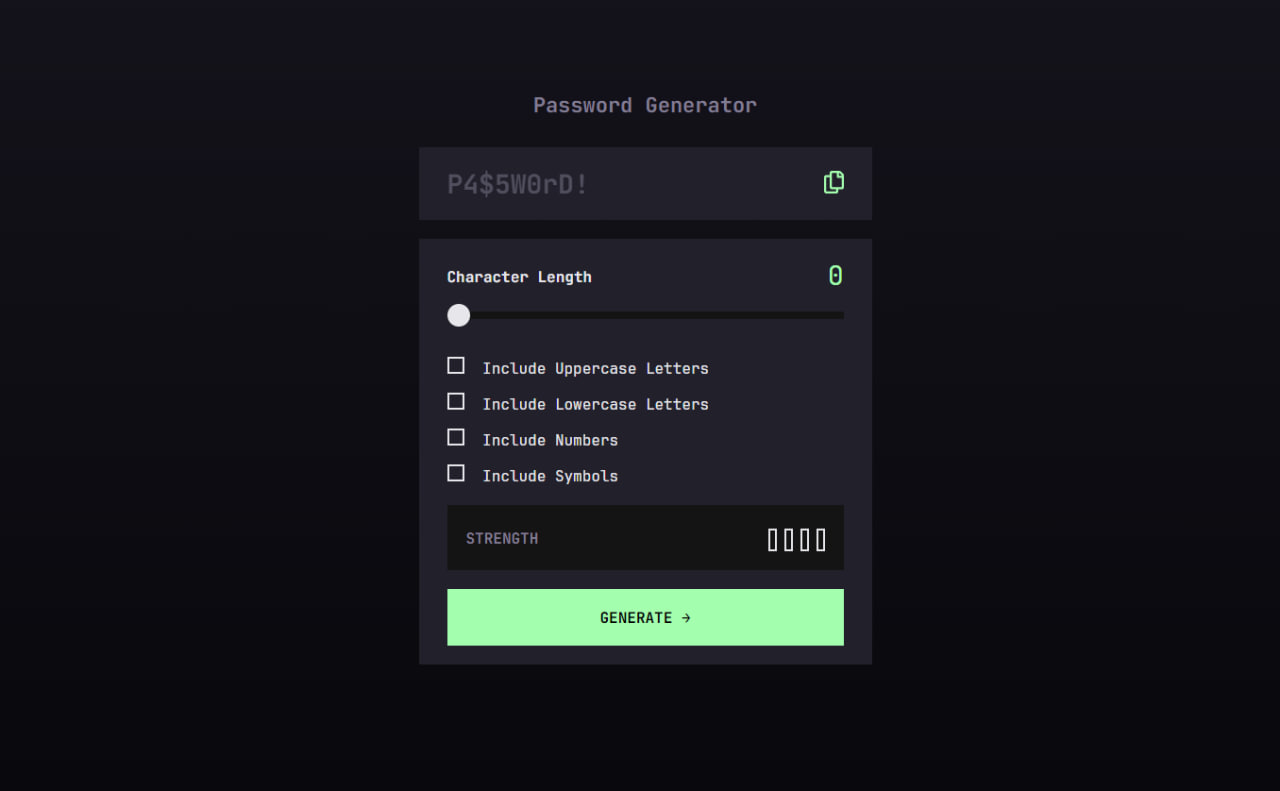 Password Generator
P4$5W0rD!
Character Length
0
Include Uppercase Letters
Include Lowercase Letters
Include Numbers
Include Symbols
STRENGTH
GENERATE →